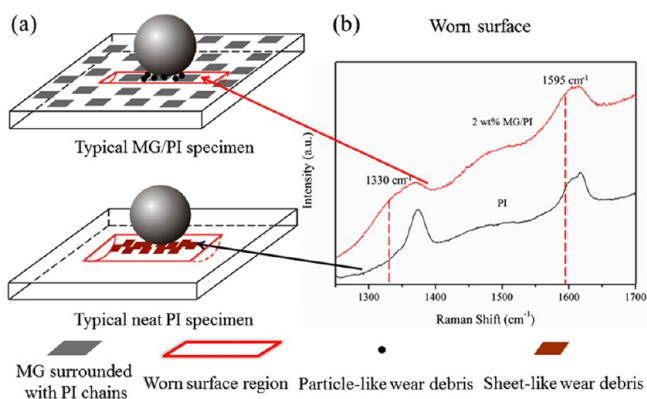 (a)
(b)
Worn surface
Typical MG/PI specimen
Typical neat PI specimen
1595 cm⁻¹
2 wt% MG/PI
1330 cm⁻¹
PI
Intensity (a.u.)
1300 1400 1500 1600 1700
Raman Shift (cm⁻¹)
MG surrounded
with PI chains
Worn surface region
Particle-like wear debris
Sheet-like wear debris